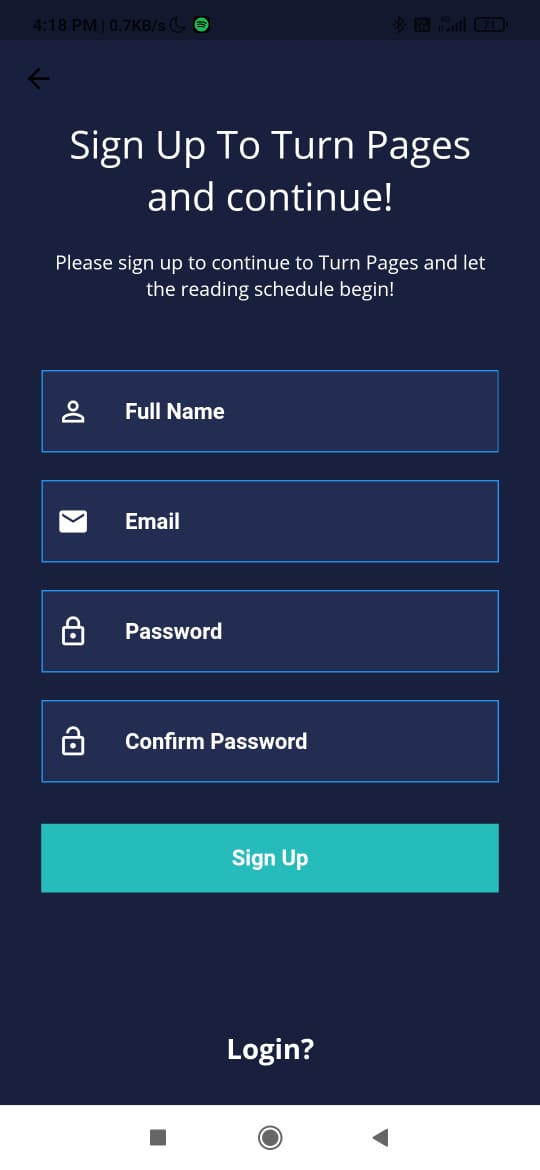 4:18 PM | 0.7KB/s
71
Sign Up To Turn Pages
and continue!
Please sign up to continue to Turn Pages and let
the reading schedule begin!
Full Name
Email
Password
Confirm Password
Sign Up
Login?